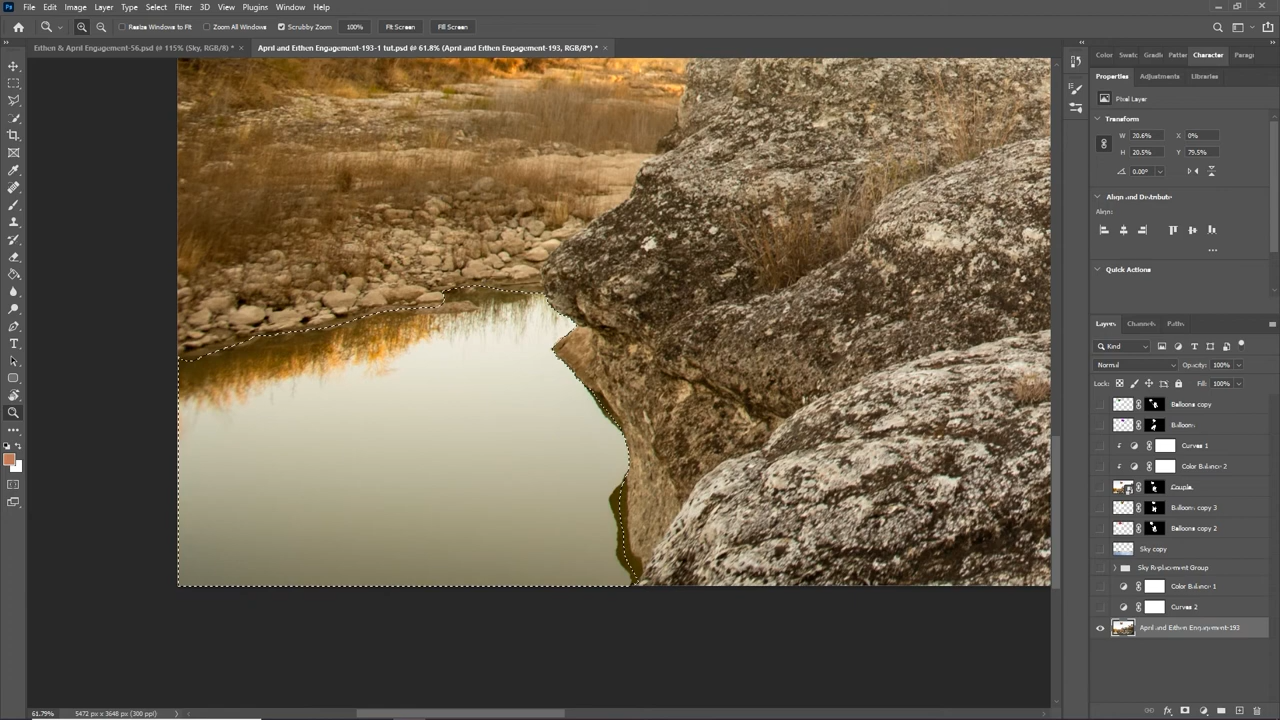 Ps File Edit Image Layer Type Select Filter 3D View Plugins Window Help
Resize Windows to Fit Zoom All Windows Scrubby Zoom 100% Fit Screen Fill Screen
Eithen & April Engagement-56.psd @ 115% (Sky, RGB/8) * × April and Eithen Engagement-193-1 tut.psd @ 61.8% (April and Eithen Engagement-193, RGB/8*) * ×
Color Swatc Gradi Patter Character Parag
Properties Adjustments Libraries
Pixel Layer
Transform
W 20.6% X 0%
H 20.5% Y 79.5%
0.00°
Align and Distribute
Align:
...
Quick Actions
Layers Channels Paths
Kind
Normal Opacity: 100%
Lock: Fill: 100%
Balloons copy
Balloons
Curves 1
Color Balance 2
Couple
Balloons copy 3
Balloons copy 2
Sky copy
Sky Replacement Group
Color Balance 1
Curves 2
April and Eithen Engagement-193
61.79% 5472 px x 3648 px (300 ppi)